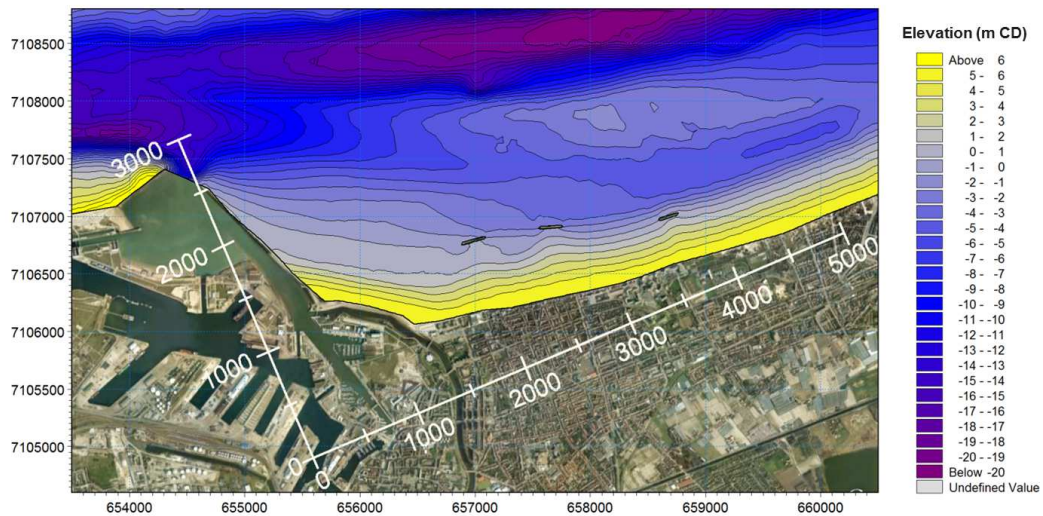 Elevation (m CD)
Above 6
5 - 6
4 - 5
3 - 4
2 - 3
1 - 2
0 - 1
-1 - 0
-2 - -1
-3 - -2
-4 - -3
-5 - -4
-6 - -5
-7 - -6
-8 - -7
-9 - -8
-10 - -9
-11 - -10
-12 - -11
-13 - -12
-14 - -13
-15 - -14
-16 - -15
-17 - -16
-18 - -17
-19 - -18
-20 - -19
Below -20
Undefined Value
7108500
7108000
7107500
7107000
7106500
7106000
7105500
7105000
3000
2000
1000
0
0
1000
2000
3000
4000
5000
654000
655000
656000
657000
658000
659000
660000